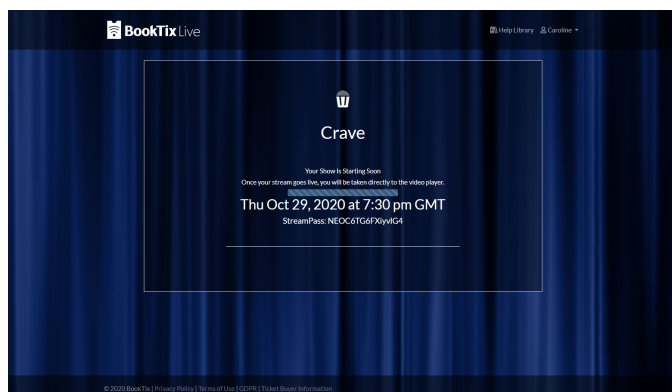 BookTix Live
Help Library Caroline
Crave
Your Show Is Starting Soon
Once your stream goes live, you will be taken directly to the video player.
Thu Oct 29, 2020 at 7:30 pm GMT
StreamPass: NEOC6TG6FXiyvIG4
© 2020 BookTix | Privacy Policy | Terms of Use | GDPR | Ticket Buyer Information